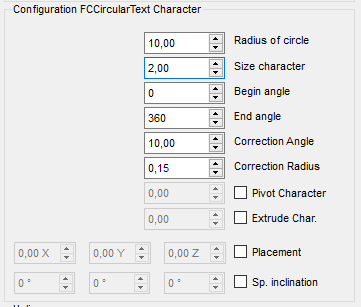 Configuration FCCircularText Character
10,00 Radius of circle
2,00 Size character
0 Begin angle
360 End angle
10,00 Correction Angle
0,15 Correction Radius
0,00 Pivot Character
0,00 Extrude Char.
0,00 X 0,00 Y 0,00 Z Placement
0 ° 0 ° 0 ° Sp. inclination